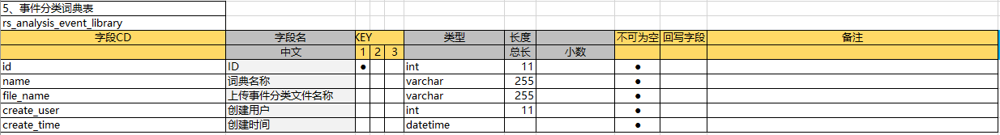 5、事件分类词典表
rs_analysis_event_library
字段CD 字段名 KEY 类型 长度 不可为空 回写字段 备注
中文 1 2 3 总长 小数
id ID ● int 11 ●
name 词典名称 varchar 255 ●
file_name 上传事件分类文件名称 varchar 255 ●
create_user 创建用户 int 11 ●
create_time 创建时间 datetime ●